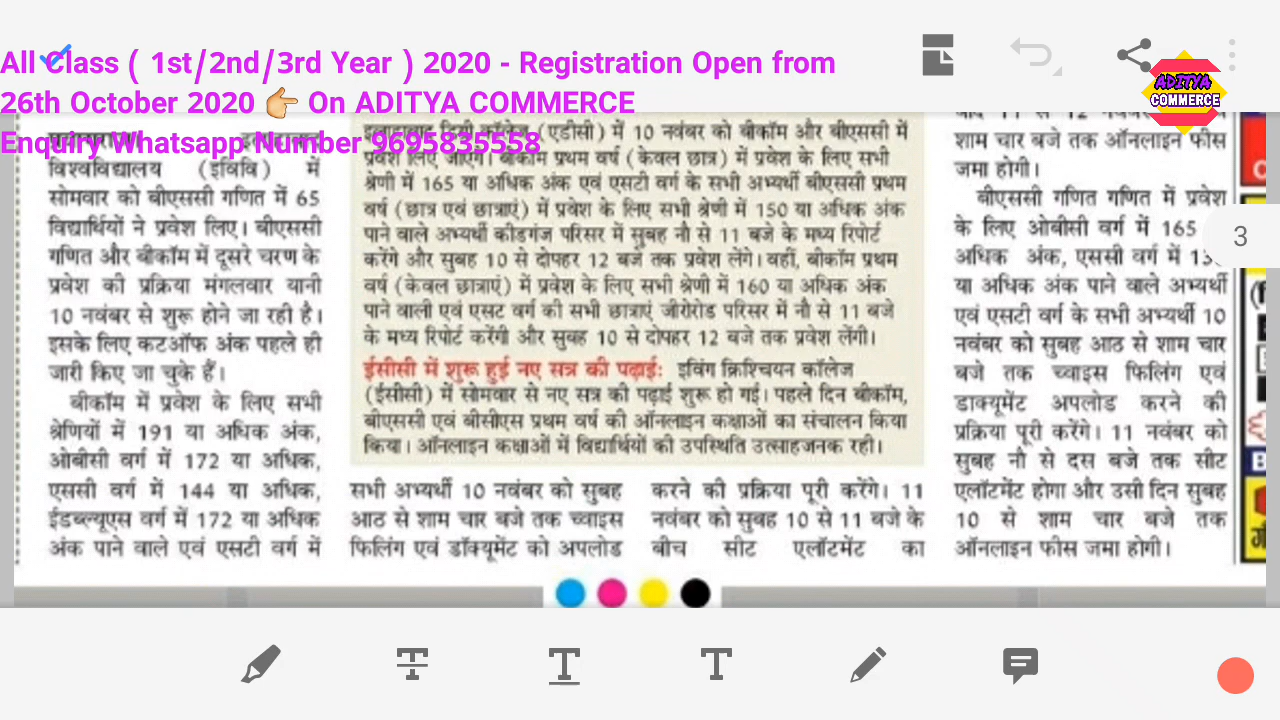 All Class ( 1st/2nd/3rd Year ) 2020 - Registration Open from
26th October 2020 👉 On ADITYA COMMERCE
Enquiry Whatsapp Number 9695835558
ADITYA
COMMERCE
3
विश्वविद्यालय (इविवि) में
सोमवार को बीएससी गणित में 65
विद्यार्थियों ने प्रवेश लिए। बीएससी
गणित और बीकॉम में दूसरे चरण के
प्रवेश की प्रक्रिया मंगलवार यानी
10 नवंबर से शुरू होने जा रही है।
इसके लिए कटऑफ अंक पहले ही
जारी किए जा चुके हैं।
बीकॉम में प्रवेश के लिए सभी
श्रेणियों में 191 या अधिक अंक,
ओबीसी वर्ग में 172 या अधिक,
एससी वर्ग में 144 या अधिक,
ईडब्ल्यूएस वर्ग में 172 या अधिक
अंक पाने वाले एवं एसटी वर्ग में
इलाहाबाद डिग्री कॉलेज (एडीसी) में 10 नवंबर को बीकॉम और बीएससी में
प्रवेश लिए जाएंगे। बीकॉम प्रथम वर्ष (केवल छात्र) में प्रवेश के लिए सभी
श्रेणी में 165 या अधिक अंक एवं एसटी वर्ग के सभी अभ्यर्थी बीएससी प्रथम
वर्ष (छात्र एवं छात्राएं) में प्रवेश के लिए सभी श्रेणी में 150 या अधिक अंक
पाने वाले अभ्यर्थी कीडगंज परिसर में सुबह नौ से 11 बजे के मध्य रिपोर्ट
करेंगे और सुबह 10 से दोपहर 12 बजे तक प्रवेश लेंगे। वहीं, बीकॉम प्रथम
वर्ष (केवल छात्राएं) में प्रवेश के लिए सभी श्रेणी में 160 या अधिक अंक
पाने वाली एवं एसट वर्ग की सभी छात्राएं जीरोरोड परिसर में नौ से 11 बजे
के मध्य रिपोर्ट करेंगी और सुबह 10 से दोपहर 12 बजे तक प्रवेश लेंगी।
ईसीसी में शुरू हुई नए सत्र की पढ़ाई: इविंग क्रिश्चियन कॉलेज
(ईसीसी) में सोमवार से नए सत्र की पढ़ाई शुरू हो गई। पहले दिन बीकॉम,
बीएससी एवं बीसीएस प्रथम वर्ष की ऑनलाइन कक्षाओं का संचालन किया
किया। ऑनलाइन कक्षाओं में विद्यार्थियों की उपस्थिति उत्साहजनक रही।
सभी अभ्यर्थी 10 नवंबर को सुबह
आठ से शाम चार बजे तक च्वाइस
फिलिंग एवं डॉक्यूमेंट को अपलोड
करने की प्रक्रिया पूरी करेंगे। 11
नवंबर को सुबह 10 से 11 बजे के
बीच सीट एलॉटमेंट का
शाम चार बजे तक ऑनलाइन फीस
जमा होगी।
बीएससी गणित गणित में प्रवेश
के लिए ओबीसी वर्ग में 165
अधिक अंक, एससी वर्ग में
या अधिक अंक पाने वाले अभ्यर्थी
एवं एसटी वर्ग के सभी अभ्यर्थी 10
नवंबर को सुबह आठ से शाम चार
बजे तक च्वाइस फिलिंग एवं
डाक्यूमेंट अपलोड करने की
प्रक्रिया पूरी करेंगे। 11 नवंबर को
सुबह नौ से दस बजे तक सीट
एलॉटमेंट होगा और उसी दिन सुबह
10 से शाम चार बजे तक
ऑनलाइन फीस जमा होगी।